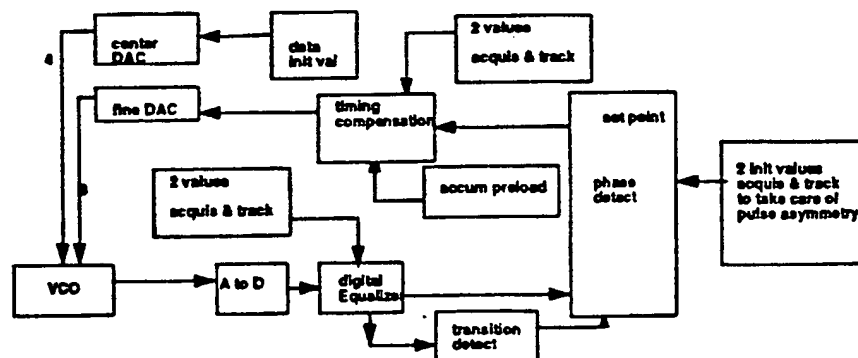 center
DAC
data
init val
2 values
acquis & track
4
fine DAC
timing
compensation
set point
2 values
acquis & track
accum preload
phase
detect
2 init values
acquis & track
to take care of
pulse asymmetry
VCO
A to D
digital
Equalizer
transition
detect